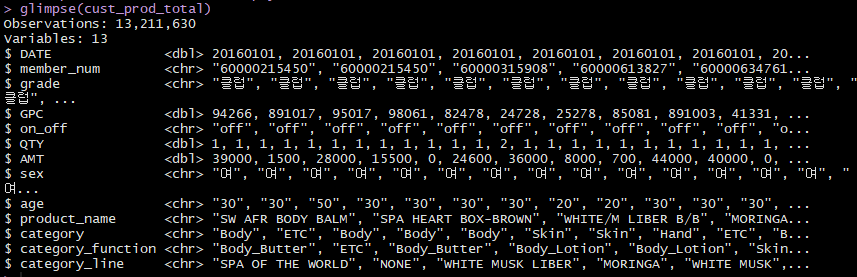 > glimpse(cust_prod_total)
Observations: 13,211,630
Variables: 13
$ DATE <dbl> 20160101, 20160101, 20160101, 20160101, 20160101, 20160101, 20160101, 20...
$ member_num <chr> "60000215450", "60000215450", "60000315908", "60000613827", "60000634761...
$ grade <chr> "클럽", "클럽", "클럽", "클럽", "클럽", "클럽", "클럽", "클럽", "클럽", "클럽", "
클럽", ...
$ GPC <dbl> 94266, 891017, 95017, 98061, 82478, 24728, 25278, 85081, 891003, 41331, ...
$ on_off <chr> "off", "off", "off", "off", "off", "off", "off", "off", "off", "off", "o...
$ QTY <dbl> 1, 1, 1, 1, 1, 1, 1, 1, 1, 2, 1, 1, 1, 1, 1, 1, 1, 1, 1, 1, 1, 1, 1, 1, ...
$ AMT <dbl> 39000, 1500, 28000, 15500, 0, 24600, 36000, 8000, 700, 44000, 40000, 0, ...
$ sex <chr> "여", "여", "여", "여", "여", "여", "여", "여", "여", "여", "여", "여", "여", "
여...
$ age <chr> "30", "30", "50", "30", "30", "30", "30", "20", "20", "30", "30", "30", ...
$ product_name <chr> "SW AFR BODY BALM", "SPA HEART BOX-BROWN", "WHITE/M LIBER B/B", "MORINGA...
$ category <chr> "Body", "ETC", "Body", "Body", "Body", "Skin", "Skin", "Hand", "ETC", "B...
$ category_function <chr> "Body_Butter", "ETC", "Body_Butter", "Body_Lotion", "Body_Lotion", "Skin...
$ category_line <chr> "SPA OF THE WORLD", "NONE", "WHITE MUSK LIBER", "MORINGA", "WHITE MUSK",...